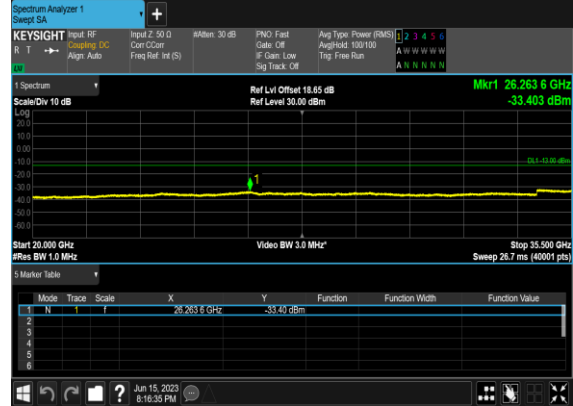 Spectrum Analyzer 1
Swept SA
+
KEYSIGHT
R T
LV
Input: RF
Coupling: DC
Align: Auto
Input Z: 50 Ω
Corr CCorr
Freq Ref: Int (S)
#Atten: 30 dB
PNO: Fast
Gate: Off
IF Gain: Low
Sig Track: Off
Avg Type: Power (RMS)
Avg|Hold: 100/100
Trig: Free Run
1 2 3 4 5 6
A W W W W W
A N N N N N
1 Spectrum
Scale/Div 10 dB
Ref Lvl Offset 18.65 dB
Ref Level 30.00 dBm
Mkr1 26.263 6 GHz
-33.403 dBm
Log
20.0
10.0
0.00
-10.0
-20.0
-30.0
-40.0
-50.0
-60.0
DL1 -13.00 dBm
1
Start 20.000 GHz
#Res BW 1.0 MHz
Video BW 3.0 MHz*
Stop 35.500 GHz
Sweep 26.7 ms (40001 pts)
5 Marker Table
Mode Trace Scale X Y Function Function Width Function Value
1 N 1 f 26.263 6 GHz -33.40 dBm
2
3
4
5
6
?
Jun 15, 2023
8:16:35 PM